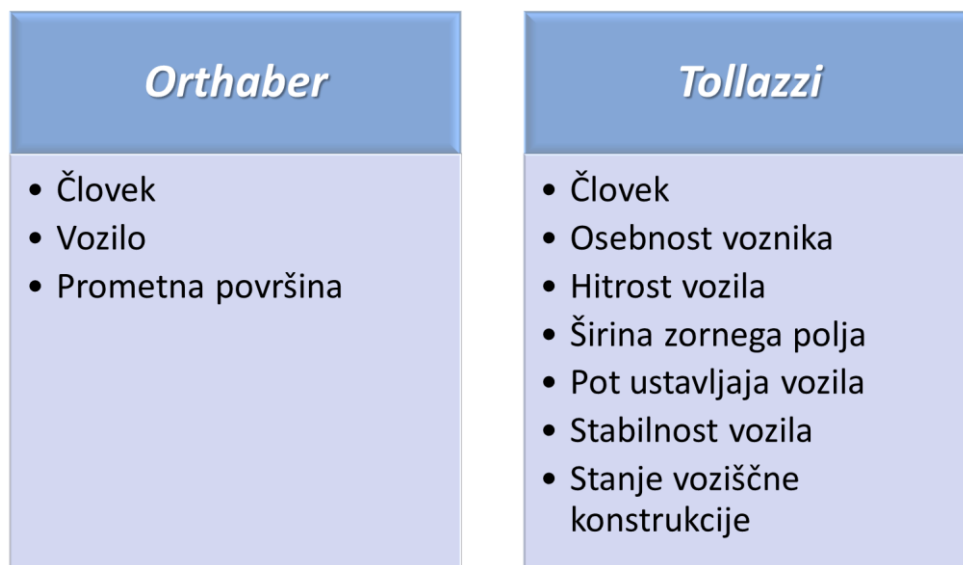 Orthaber
• Človek
• Vozilo
• Prometna površina
Tollazzi
• Človek
• Osebnost voznika
• Hitrost vozila
• Širina zornega polja
• Pot ustavljaja vozila
• Stabilnost vozila
• Stanje voziščne
konstrukcije